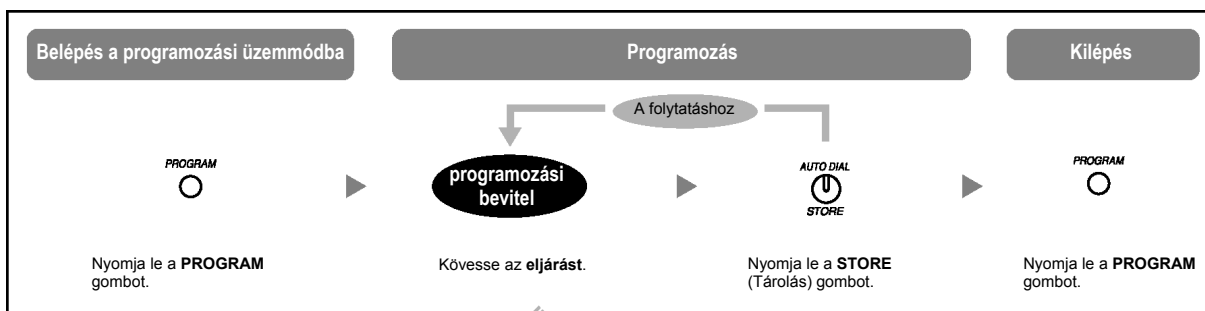 Belépés a programozási üzemmódba
Programozás
Kilépés
A folytatáshoz
PROGRAM
programozási
bevitel
AUTO DIAL
STORE
PROGRAM
Nyomja le a PROGRAM
gombot.
Kövesse az eljárást.
Nyomja le a STORE
(Tárolás) gombot.
Nyomja le a PROGRAM
gombot.